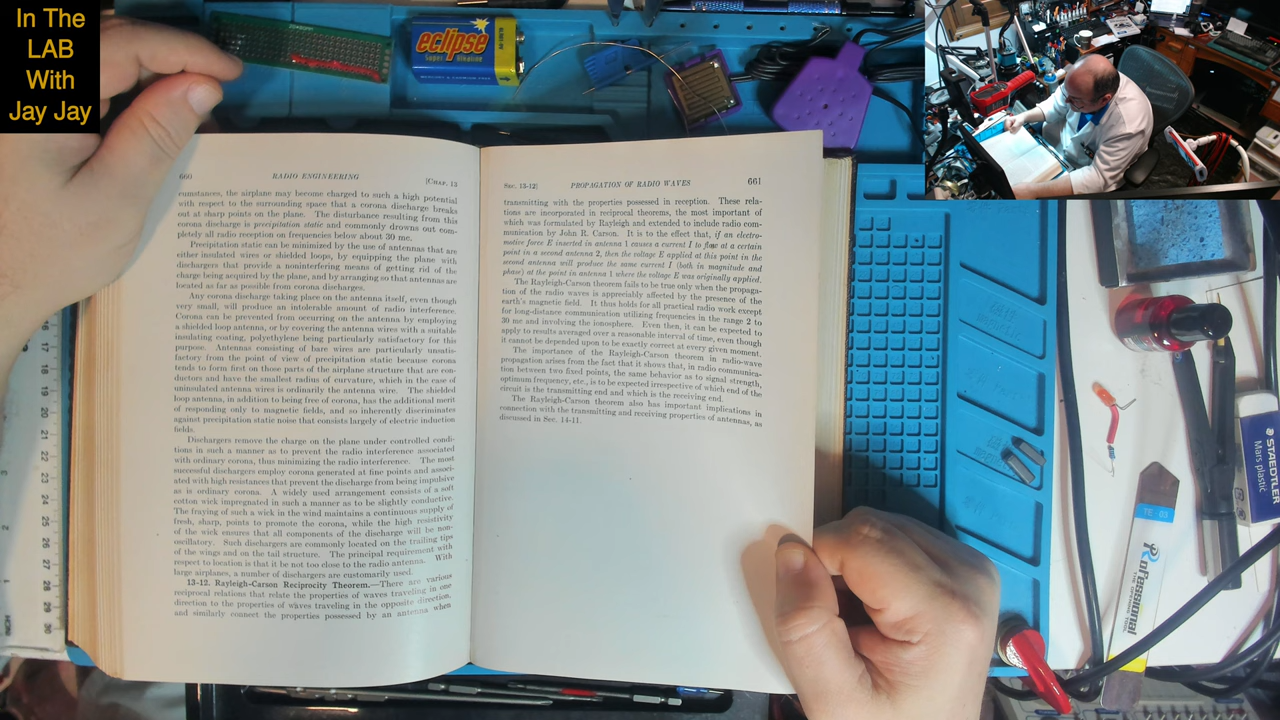 In The
LAB
With
Jay Jay
eclipse
Super Alkaline
660
RADIO ENGINEERING
[CHAP. 13
cumstances, the airplane may become charged to such a high potential
with respect to the surrounding space that a corona discharge breaks
out at sharp points on the plane. The disturbance resulting from this
corona discharge is precipitation static and commonly drowns out com-
pletely all radio reception on frequencies below about 30 mc.
Precipitation static can be minimized by the use of antennas that are
either insulated wires or shielded loops, by equipping the plane with
dischargers that provide a noninterfering means of getting rid of the
charge being acquired by the plane, and by arranging so that antennas are
located as far as possible from corona discharges.
Any corona discharge taking place on the antenna itself, even though
very small, will produce an intolerable amount of radio interference.
Corona can be prevented from occurring on the antenna by employing
a shielded loop antenna, or by covering the antenna wires with a suitable
insulating coating, polyethylene being particularly satisfactory for this
purpose. Antennas consisting of bare wires are particularly unsatis-
factory from the point of view of precipitation static because corona
tends to form first on those parts of the airplane structure that are con-
ductors and have the smallest radius of curvature, which in the case of
uninsulated antenna wires is ordinarily the antenna wire. The shielded
loop antenna, in addition to being free of corona, has the additional merit
of responding only to magnetic fields, and so inherently discriminates
against precipitation static noise that consists largely of electric induction
fields.
Dischargers remove the charge on the plane under controlled condi-
tions in such a manner as to prevent the radio interference associated
with ordinary corona, thus minimizing the radio interference. The most
successful dischargers employ corona generated at fine points and associ-
ated with high resistances that prevent the discharge from being impulsive
as is ordinary corona. A widely used arrangement consists of a soft
cotton wick impregnated in such a manner as to be slightly conductive.
The fraying of such a wick in the wind maintains a continuous supply of
fresh, sharp, points to promote the corona, while the high resistivity
of the wick ensures that all components of the discharge will be non-
oscillatory. Such dischargers are commonly located on the trailing tips
of the wings and on the tail structure. The principal requirement with
respect to location is that it be not too close to the radio antenna. With
large airplanes, a number of dischargers are customarily used.
13-12. Rayleigh-Carson Reciprocity Theorem.—There are various
reciprocal relations that relate the properties of waves traveling in one
direction to the properties of waves traveling in the opposite direction,
and similarly connect the properties possessed by an antenna when
SEC. 13-12]
PROPAGATION OF RADIO WAVES
661
transmitting with the properties possessed in reception. These rela-
tions are incorporated in reciprocal theorems, the most important of
which was formulated by Rayleigh and extended to include radio com-
munication by John R. Carson. It is to the effect that, if an electro-
motive force E inserted in antenna 1 causes a current I to flow at a certain
point in a second antenna 2, then the voltage E applied at this point in the
second antenna will produce the same current I (both in magnitude and
phase) at the point in antenna 1 where the voltage E was originally applied.
The Rayleigh-Carson theorem fails to be true only when the propaga-
tion of the radio waves is appreciably affected by the presence of the
earth's magnetic field. It thus holds for all practical radio work except
for long-distance communication utilizing frequencies in the range 2 to
30 mc and involving the ionosphere. Even then, it can be expected to
apply to results averaged over a reasonable interval of time, even though
it cannot be depended upon to be exactly correct at every given moment.
The importance of the Rayleigh-Carson theorem in radio-wave
propagation arises from the fact that it shows that, in radio communica-
tion between two fixed points, the same behavior as to signal strength,
optimum frequency, etc., is to be expected irrespective of which end of the
circuit is the transmitting end and which is the receiving end.
The Rayleigh-Carson theorem also has important implications in
connection with the transmitting and receiving properties of antennas, as
discussed in Sec. 14-11.
STAEDTLER
Mars plastic
TE-03
Professional
17
18
19
20
21
22
23
24
25
26
27
28
29
30